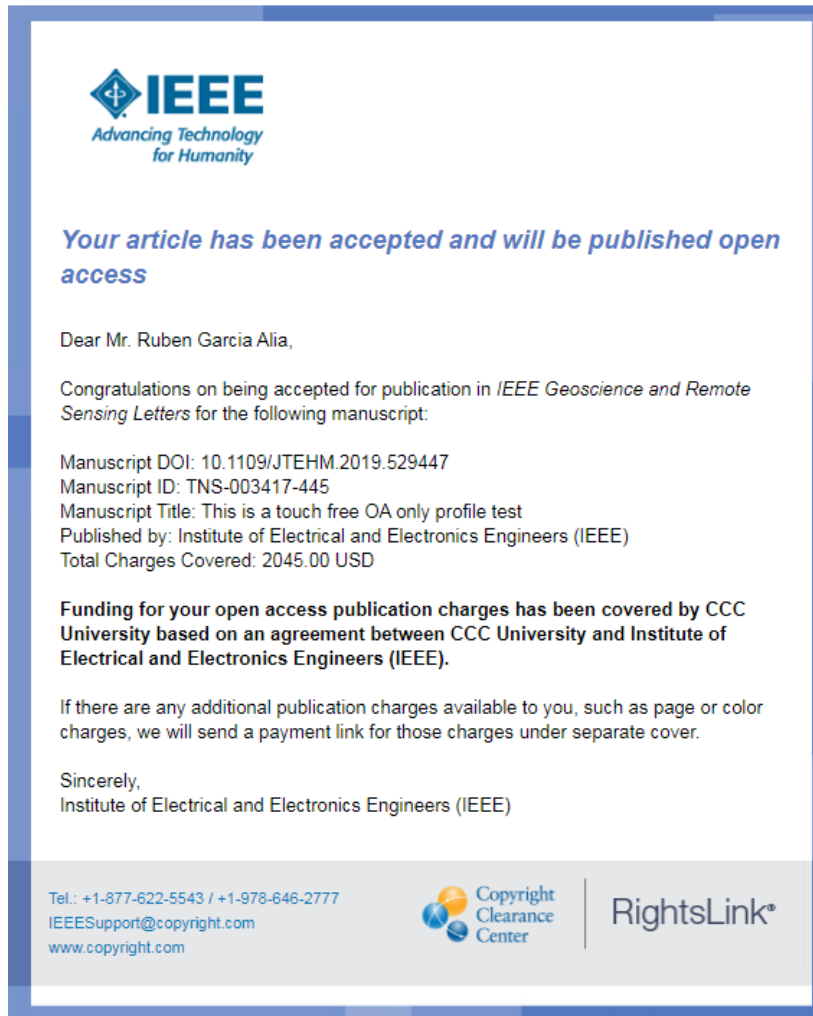 IEEE
Advancing Technology
for Humanity
Your article has been accepted and will be published open
access
Dear Mr. Ruben Garcia Alia,
Congratulations on being accepted for publication in IEEE Geoscience and Remote
Sensing Letters for the following manuscript:
Manuscript DOI: 10.1109/JTEHM.2019.529447
Manuscript ID: TNS-003417-445
Manuscript Title: This is a touch free OA only profile test
Published by: Institute of Electrical and Electronics Engineers (IEEE)
Total Charges Covered: 2045.00 USD
Funding for your open access publication charges has been covered by CCC
University based on an agreement between CCC University and Institute of
Electrical and Electronics Engineers (IEEE).
If there are any additional publication charges available to you, such as page or color
charges, we will send a payment link for those charges under separate cover.
Sincerely,
Institute of Electrical and Electronics Engineers (IEEE)
Tel.: +1-877-622-5543 / +1-978-646-2777
IEEESupport@copyright.com
www.copyright.com
Copyright
Clearance
Center
RightsLink®